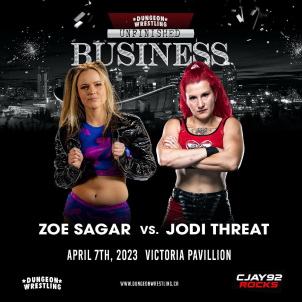 DUNGEON
WRESTLING
UNFINISHED
BUSINESS
ZOE SAGAR VS. JODI THREAT
APRIL 7TH, 2023 VICTORIA PAVILLION
DUNGEON
WRESTLING
WWW.DUNGEONWRESTLING.CH
CJAY92
ROCKS